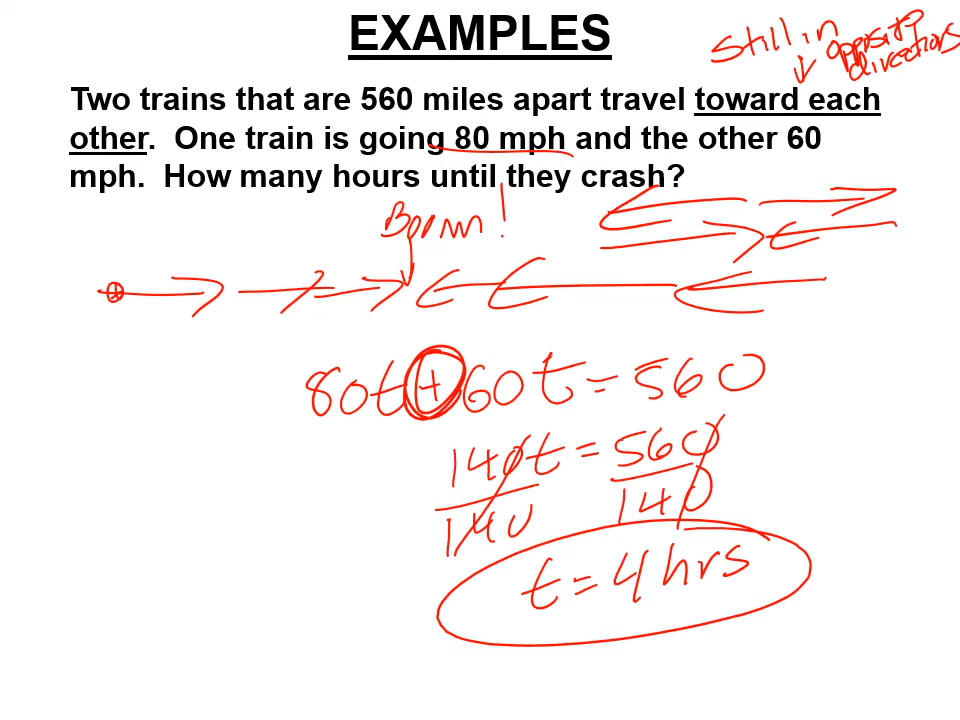 EXAMPLES
still in opposite
directions
Two trains that are 560 miles apart travel toward each
other. One train is going 80 mph and the other 60
mph. How many hours until they crash?
Boom!
80t + 60t = 560
140t = 560
140 140
t = 4 hrs